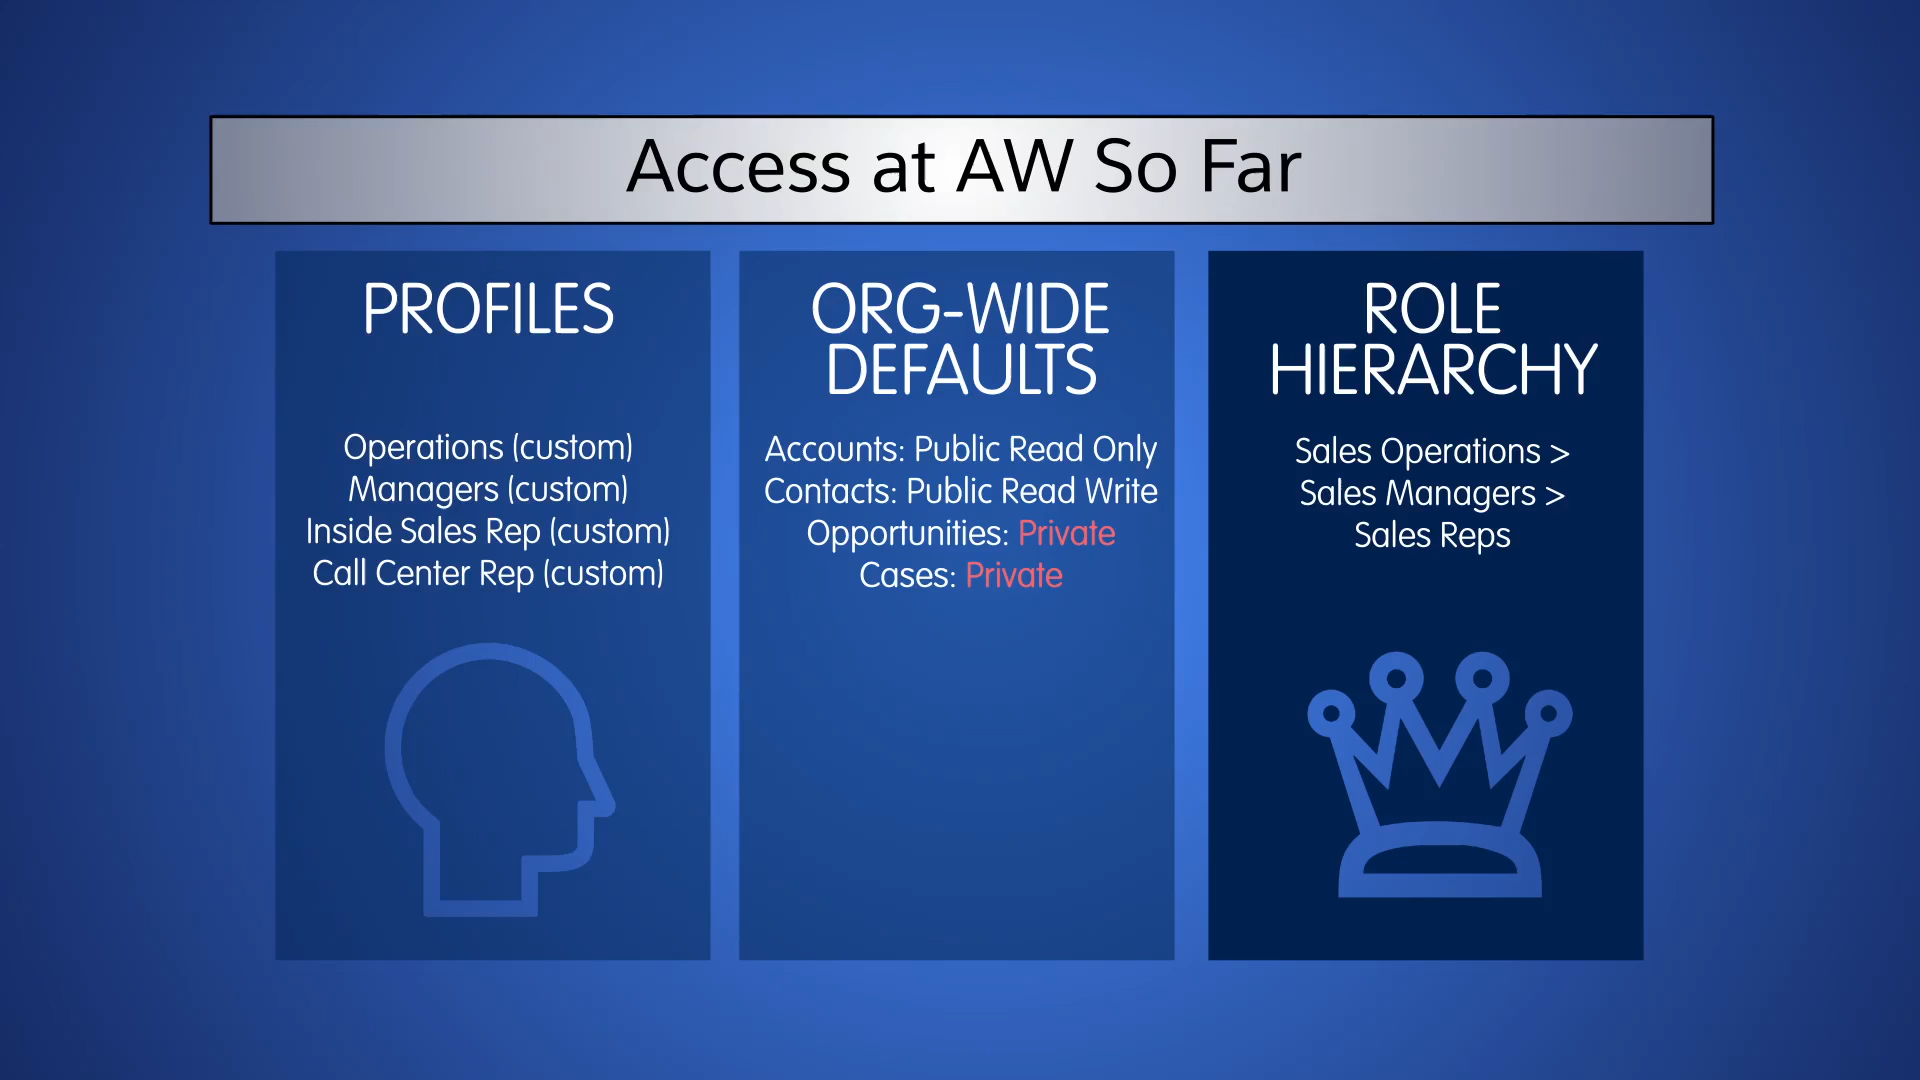 Access at AW So Far
PROFILES
Operations (custom)
Managers (custom)
Inside Sales Rep (custom)
Call Center Rep (custom)
ORG-WIDE
DEFAULTS
Accounts: Public Read Only
Contacts: Public Read Write
Opportunities: Private
Cases: Private
ROLE
HIERARCHY
Sales Operations >
Sales Managers >
Sales Reps